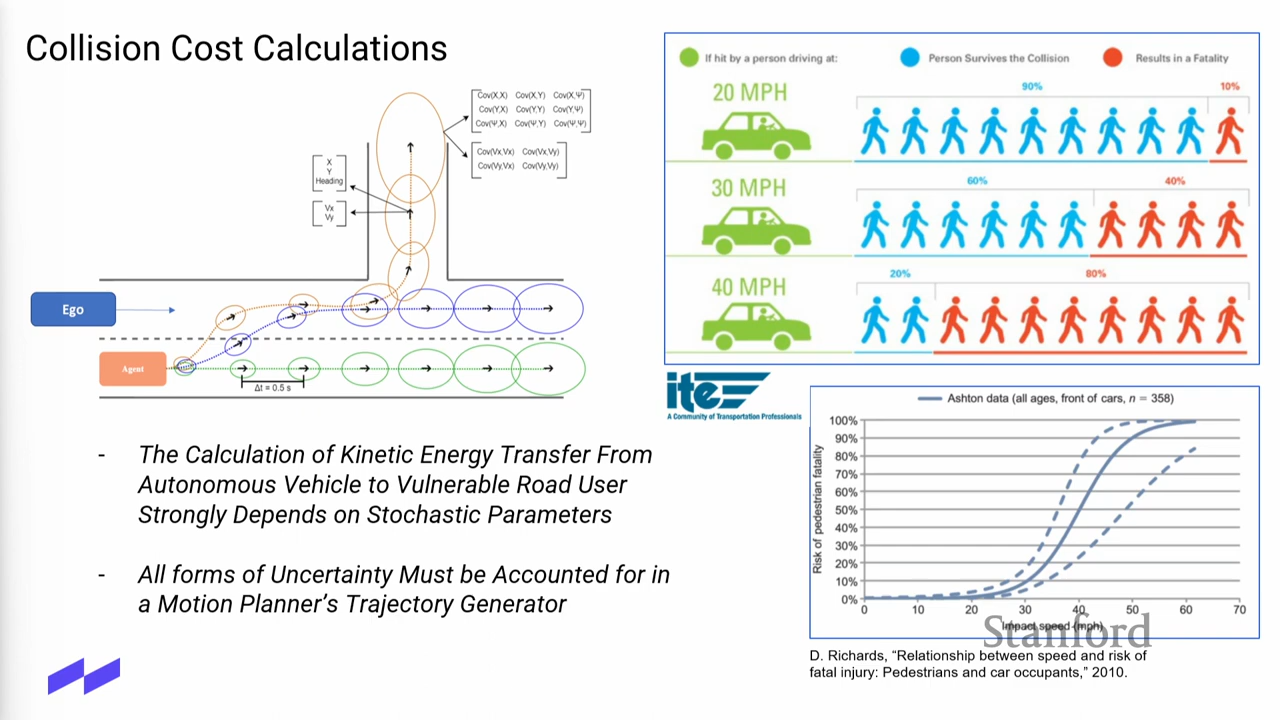 Collision Cost Calculations
Cov(X,X) Cov(X,Y) Cov(X,Ψ)
Cov(Y,X) Cov(Y,Y) Cov(Y,Ψ)
Cov(Ψ,X) Cov(Ψ,Y) Cov(Ψ,Ψ)
Cov(Vx,Vx) Cov(Vx,Vy)
Cov(Vy,Vx) Cov(Vy,Vy)
X
Y
Heading
Vx
Vy
Ego
Agent
Δt = 0.5 s
- The Calculation of Kinetic Energy Transfer From
Autonomous Vehicle to Vulnerable Road User
Strongly Depends on Stochastic Parameters
- All forms of Uncertainty Must be Accounted for in
a Motion Planner’s Trajectory Generator
If hit by a person driving at: Person Survives the Collision Results in a Fatality
20 MPH 90% 10%
30 MPH 60% 40%
40 MPH 20% 80%
ite
A Community of Transportation Professionals
Ashton data (all ages, front of cars, n = 358)
Risk of pedestrian fatality
100%
90%
80%
70%
60%
50%
40%
30%
20%
10%
0%
0 10 20 30 40 50 60 70
Impact speed (mph)
Stanford
D. Richards, “Relationship between speed and risk of
fatal injury: Pedestrians and car occupants,” 2010.